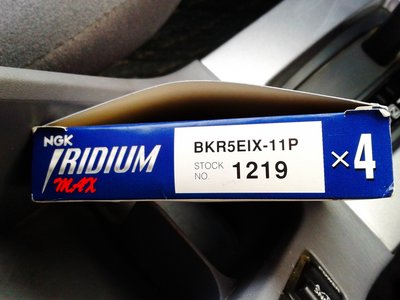 NGK
IRIDIUM
MAX
BKR5EIX-11P
STOCK
NO. 1219
×4